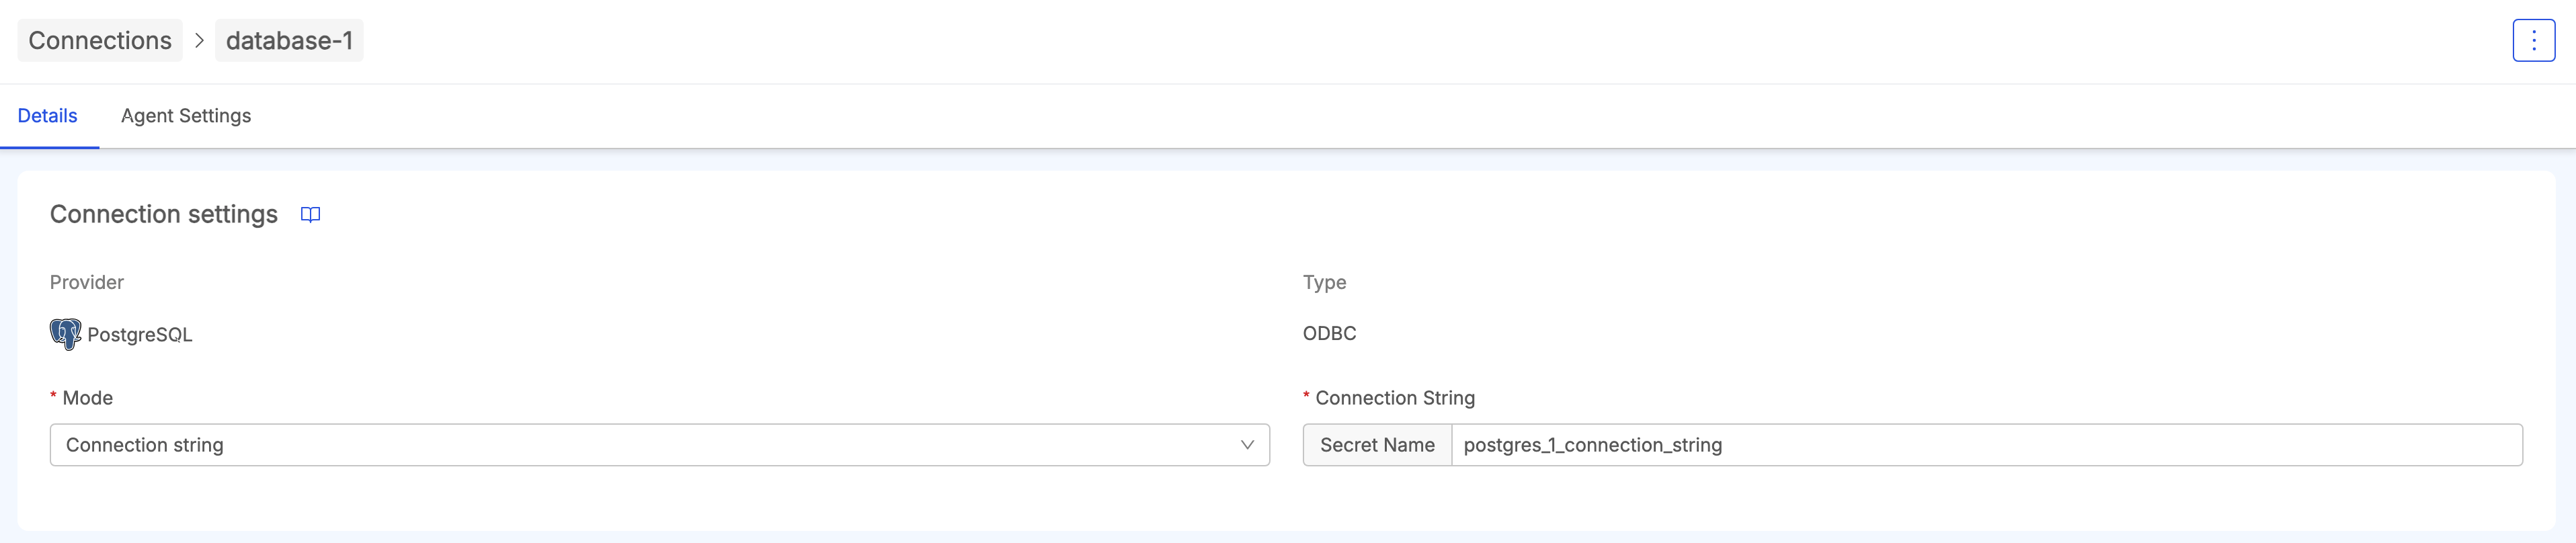 Connections > database-1
Details Agent Settings
Connection settings
Provider Type
PostgreSQL ODBC
* Mode * Connection String
Connection string Secret Name postgres_1_connection_string